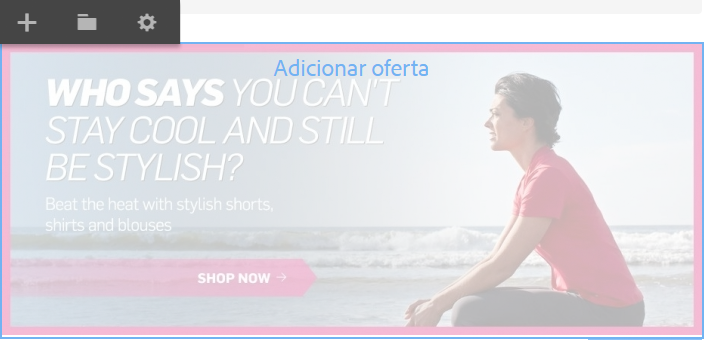 Adicionar oferta
WHO SAYS YOU CAN'T
STAY COOL AND STILL
BE STYLISH?
Beat the heat with stylish shorts,
shirts and blouses
SHOP NOW →